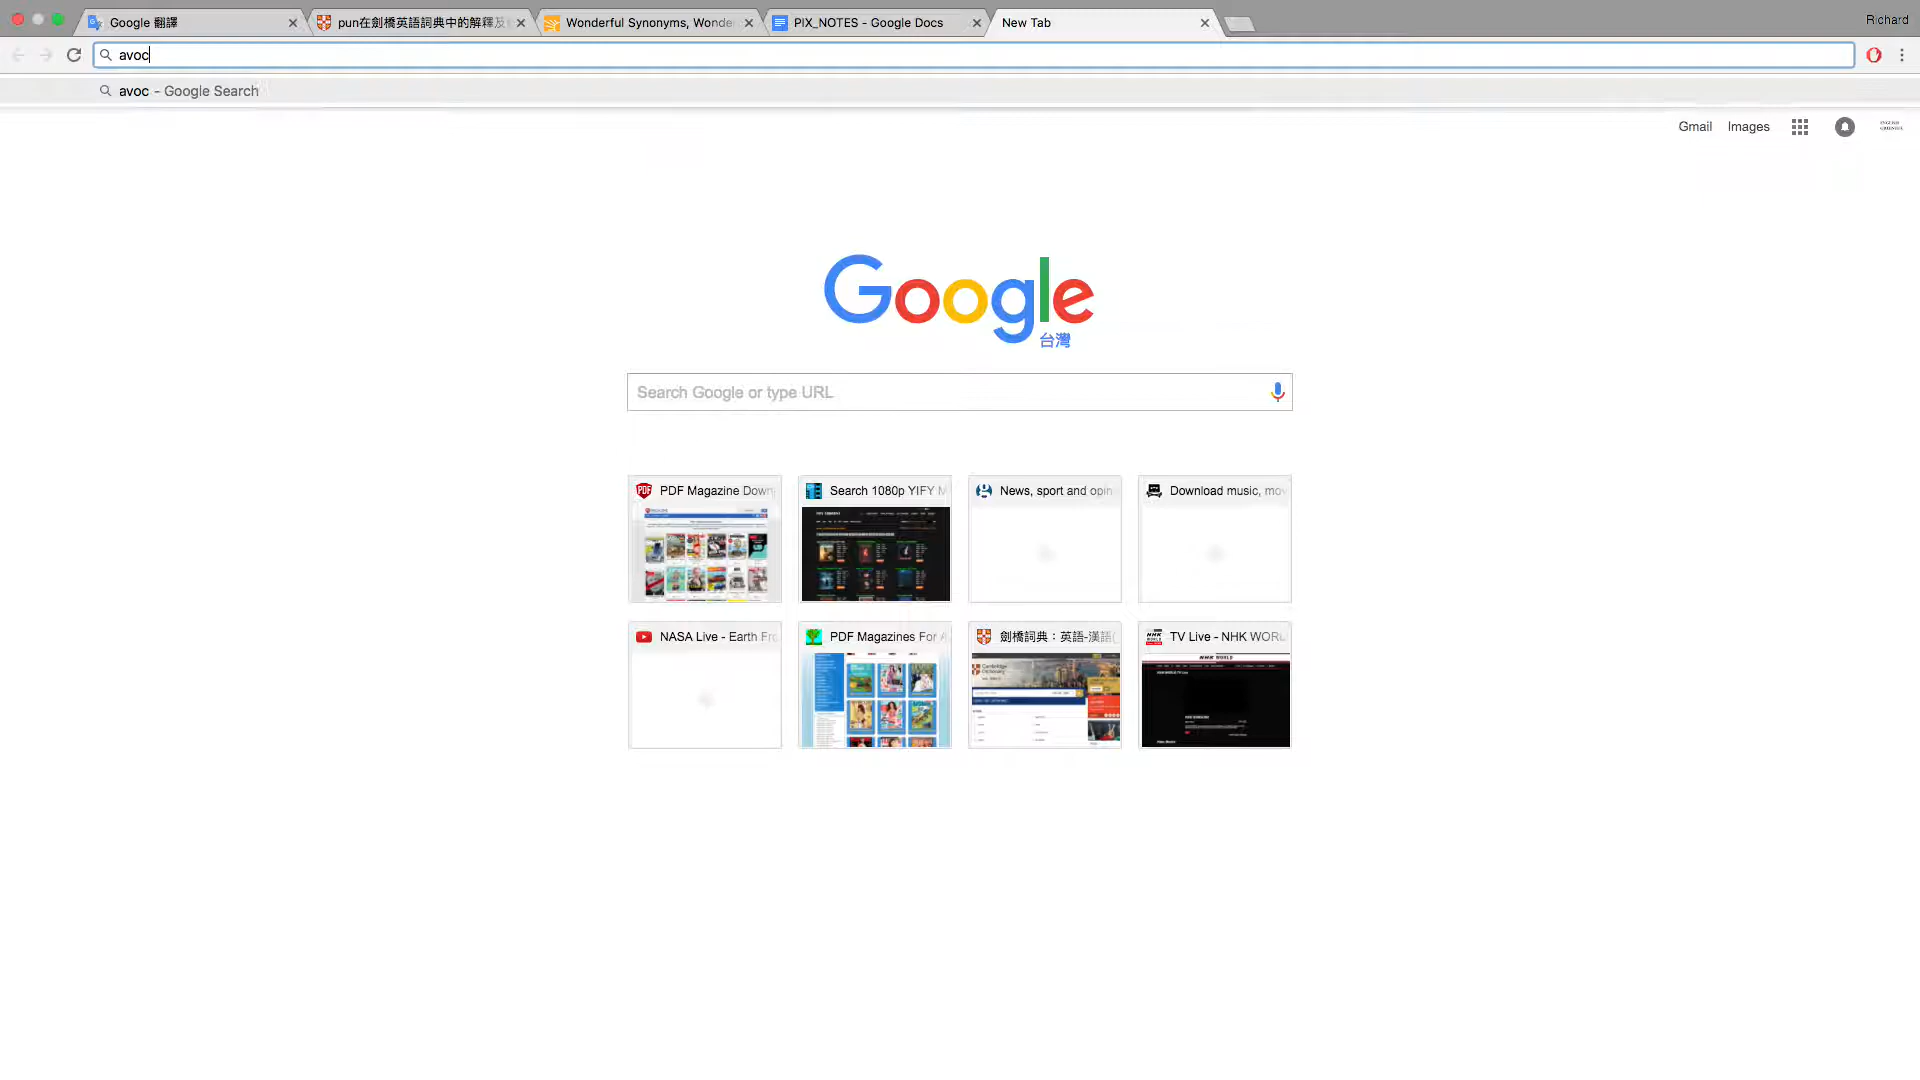 Google 翻譯
pun在劍橋英語詞典中的解釋及
Wonderful Synonyms, Wonde
PIX_NOTES - Google Docs
New Tab
Richard
avoc
avoc - Google Search
Gmail
Images
Google
台灣
Search Google or type URL
PDF Magazine Down
Search 1080p YIFY M
News, sport and opin
Download music, mov
NASA Live - Earth Fr
PDF Magazines For A
劍橋詞典：英語-漢語(
TV Live - NHK WORL